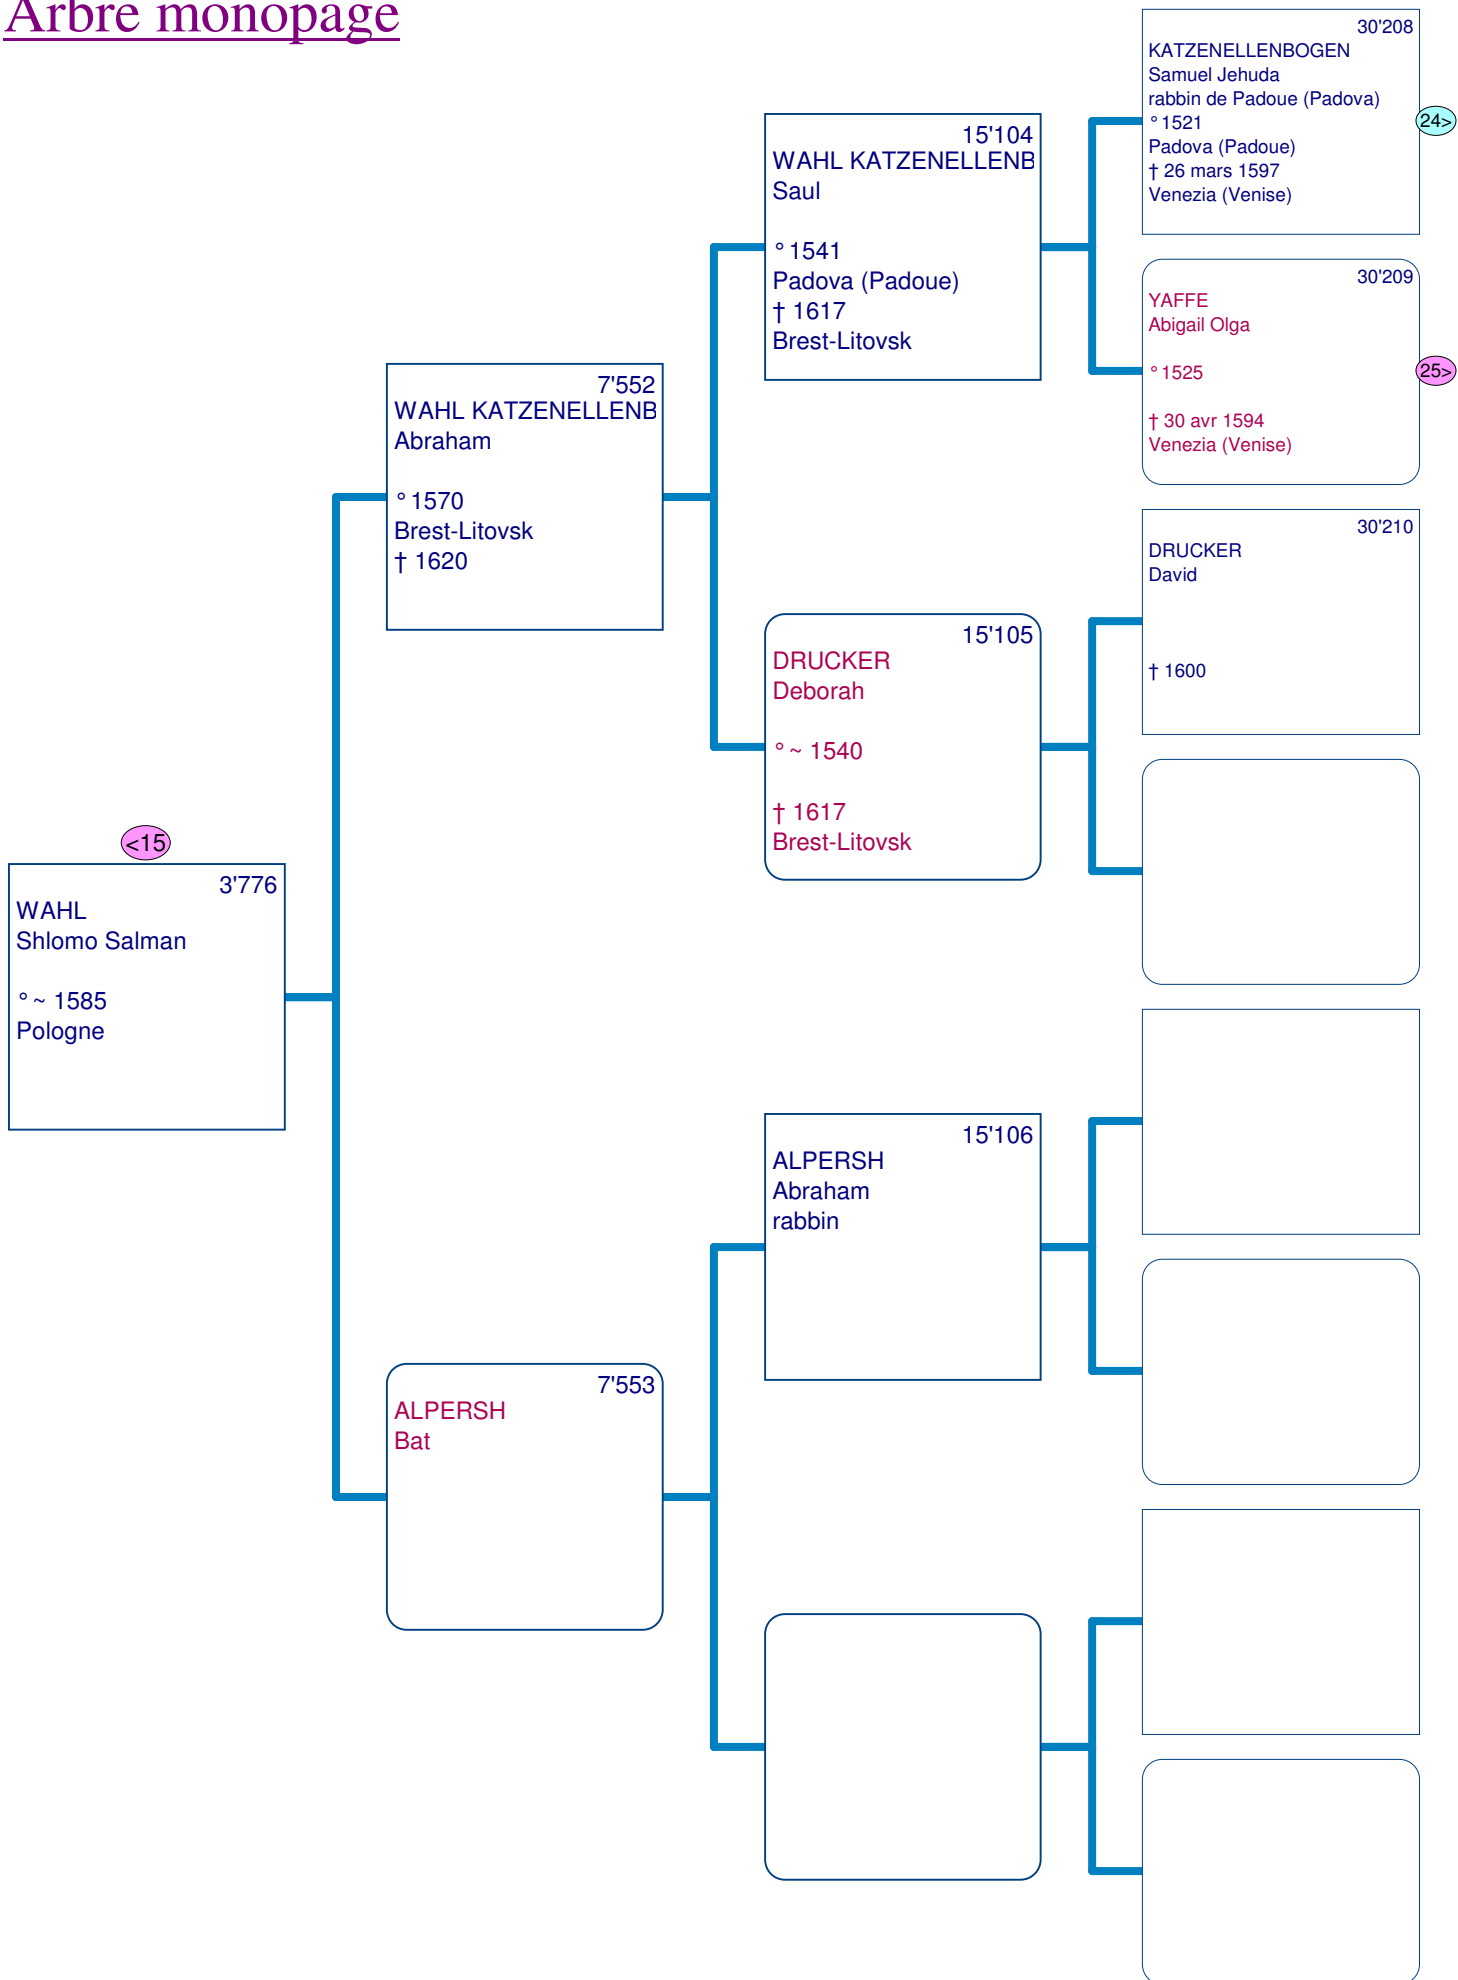 Arbre monopage
30'208
KATZENELLENBOGEN
Samuel Jehuda
rabbin de Padoue (Padova)
° 1521
Padova (Padoue)
† 26 mars 1597
Venezia (Venise)
24>
15'104
WAHL KATZENELLENB
Saul
° 1541
Padova (Padoue)
† 1617
Brest-Litovsk
30'209
YAFFE
Abigail Olga
° 1525
† 30 avr 1594
Venezia (Venise)
25>
7'552
WAHL KATZENELLENB
Abraham
° 1570
Brest-Litovsk
† 1620
30'210
DRUCKER
David
† 1600
15'105
DRUCKER
Deborah
° ~ 1540
† 1617
Brest-Litovsk
<15
3'776
WAHL
Shlomo Salman
° ~ 1585
Pologne
15'106
ALPERSH
Abraham
rabbin
7'553
ALPERSH
Bat